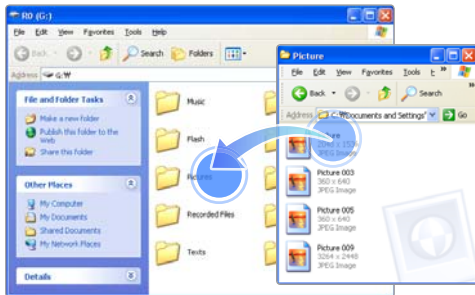 R0 (G:)
File Edit View Favorites Tools Help
Back Search Folders
Address G:₩
File and Folder Tasks
Make a new folder
Publish this folder to the Web
Share this folder
Other Places
My Computer
My Documents
Shared Documents
My Network Places
Details
Music
Flash
Pictures
Recorded Files
Texts
Picture
File Edit View Favorites Tools
Back Search
Address C:₩Documents and Settings Go
2048 x 1536
JPEG Image
Picture 003
360 x 640
JPEG Image
Picture 005
360 x 640
JPEG Image
Picture 009
3264 x 2448
JPEG Image